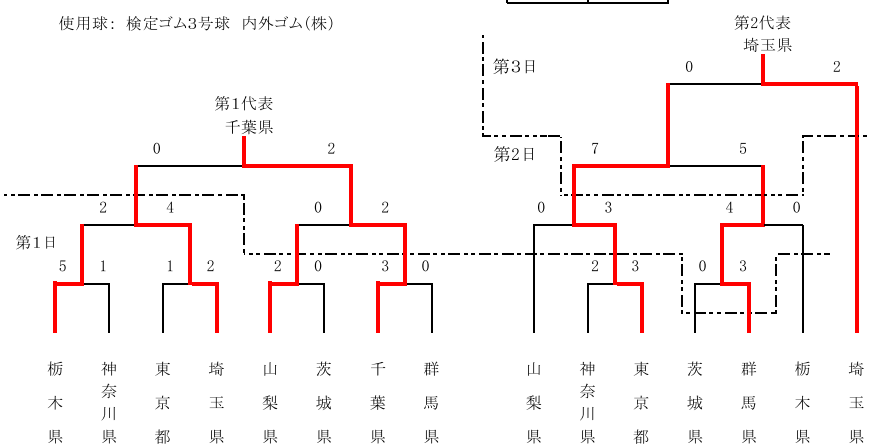 使用球： 検定ゴム３号球　内外ゴム（株）
第２代表
埼玉県
第３日
0　2
第１代表
千葉県
0　2
第２日
7　5
2　4　0　2
0　3　4　0
第１日
5　1　1　2　2　0　3　0
2　3　0　3
栃木県　神奈川県　東京都　埼玉県　山梨県　茨城県　千葉県　群馬県　山梨県　神奈川県　東京都　茨城県　群馬県　栃木県　埼玉県